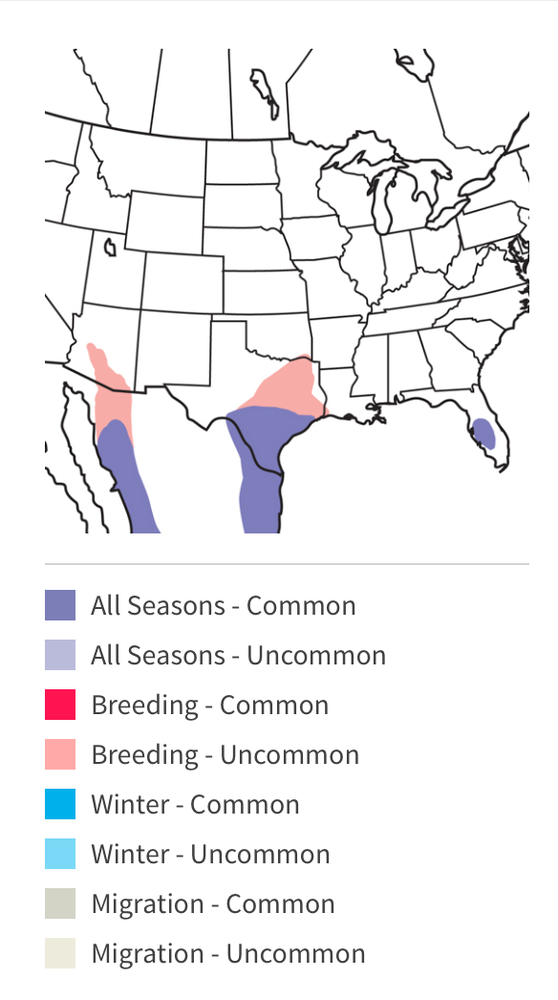 All Seasons - Common
All Seasons - Uncommon
Breeding - Common
Breeding - Uncommon
Winter - Common
Winter - Uncommon
Migration - Common
Migration - Uncommon